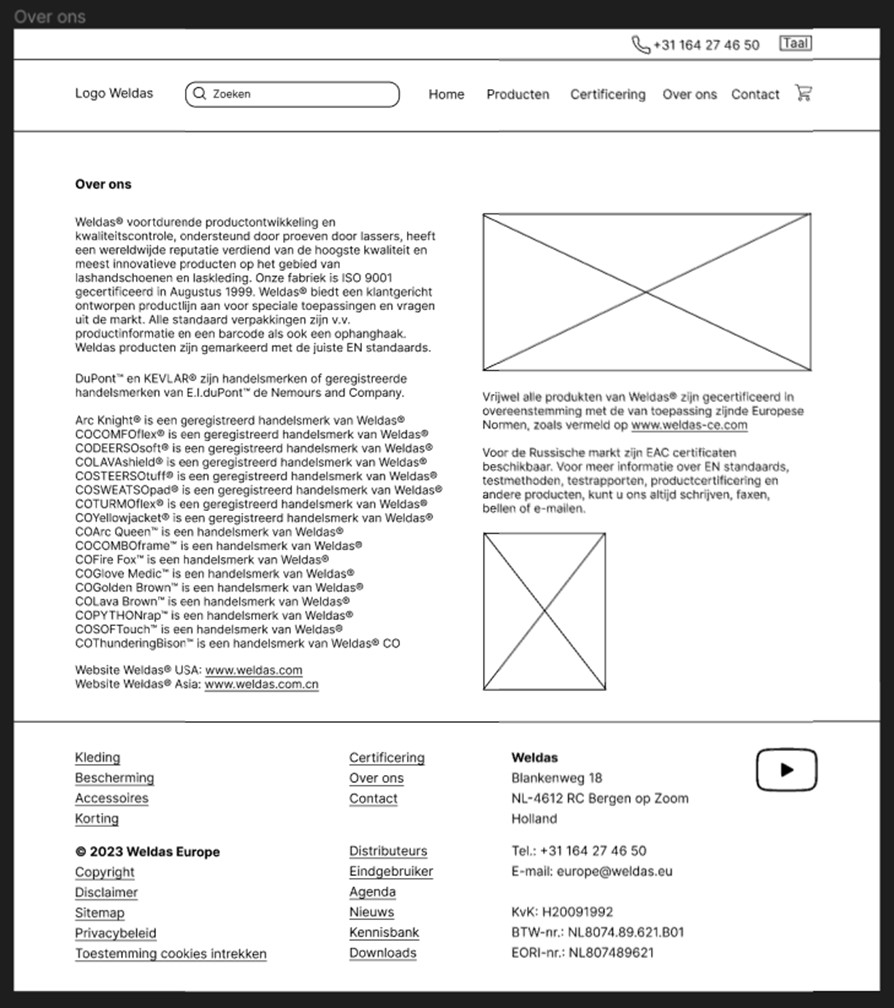 Over ons
+31 164 27 46 50
Taal
Logo Weldas
Zoeken
Home
Producten
Certificering
Over ons
Contact
Over ons
Weldas® voortdurende productontwikkeling en
kwaliteitscontrole, ondersteund door proeven door lassers, heeft
een wereldwijde reputatie verdiend van de hoogste kwaliteit en
meest innovatieve producten op het gebied van
lashandschoenen en laskleding. Onze fabriek is ISO 9001
gecertificeerd in Augustus 1999. Weldas® biedt een klantgericht
ontworpen productlijn aan voor speciale toepassingen en vragen
uit de markt. Alle standaard verpakkingen zijn v.v.
productinformatie en een barcode als ook een ophanghaak.
Weldas producten zijn gemarkeerd met de juiste EN standaards.
DuPont™ en KEVLAR® zijn handelsmerken of geregistreerde
handelsmerken van E.I.duPont™ de Nemours and Company.
Arc Knight® is een geregistreerd handelsmerk van Weldas®
COCOMFOflex® is een geregistreerd handelsmerk van Weldas®
CODEERSOsoft® is een geregistreerd handelsmerk van Weldas®
COLAVAshield® is een geregistreerd handelsmerk van Weldas®
COSTEERSOtuff® is een geregistreerd handelsmerk van Weldas®
COSWEATSOpad® is een geregistreerd handelsmerk van Weldas®
COTURMOflex® is een geregistreerd handelsmerk van Weldas®
COYellowjacket® is een geregistreerd handelsmerk van Weldas®
COArc Queen™ is een handelsmerk van Weldas®
COCOMBOframe™ is een handelsmerk van Weldas®
COFire Fox™ is een handelsmerk van Weldas®
COGlove Medic™ is een handelsmerk van Weldas®
COGolden Brown™ is een handelsmerk van Weldas®
COLava Brown™ is een handelsmerk van Weldas®
COPYTHONrap™ is een handelsmerk van Weldas®
COSOFTouch™ is een handelsmerk van Weldas®
COThunderingBison™ is een handelsmerk van Weldas® CO
Website Weldas® USA: www.weldas.com
Website Weldas® Asia: www.weldas.com.cn
Vrijwel alle produkten van Weldas® zijn gecertificeerd in
overeenstemming met de van toepassing zijnde Europese
Normen, zoals vermeld op www.weldas-ce.com
Voor de Russische markt zijn EAC certificaten
beschikbaar. Voor meer informatie over EN standaards,
testmethoden, testrapporten, productcertificering en
andere producten, kunt u ons altijd schrijven, faxen,
bellen of e-mailen.
Kleding
Bescherming
Accessoires
Korting
© 2023 Weldas Europe
Copyright
Disclaimer
Sitemap
Privacybeleid
Toestemming cookies intrekken
Certificering
Over ons
Contact
Distributeurs
Eindgebruiker
Agenda
Nieuws
Kennisbank
Downloads
Weldas
Blankenweg 18
NL-4612 RC Bergen op Zoom
Holland
Tel.: +31 164 27 46 50
E-mail: europe@weldas.eu
KvK: H20091992
BTW-nr.: NL8074.89.621.B01
EORI-nr.: NL807489621